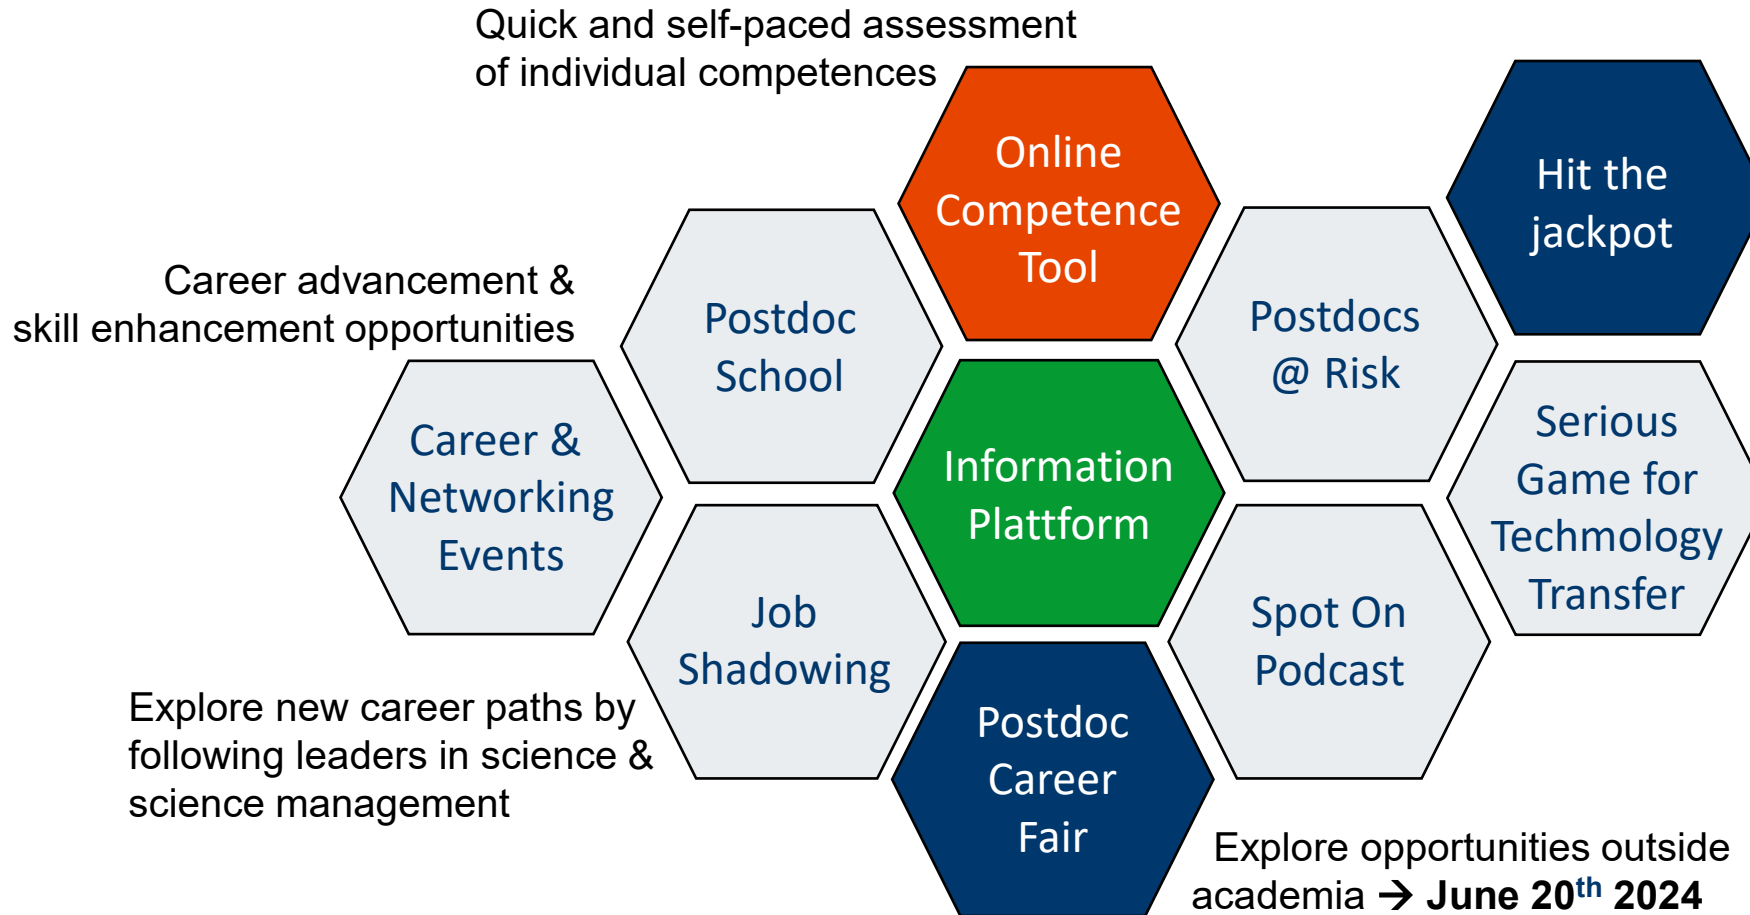 Quick and self-paced assessment
of individual competences
Online
Competence
Tool
Hit the
jackpot
Career advancement &
skill enhancement opportunities
Postdoc
School
Postdocs
@ Risk
Career &
Networking
Events
Information
Plattform
Serious
Game for
Techmology
Transfer
Job
Shadowing
Spot On
Podcast
Explore new career paths by
following leaders in science &
science management
Postdoc
Career
Fair
Explore opportunities outside
academia → June 20th 2024